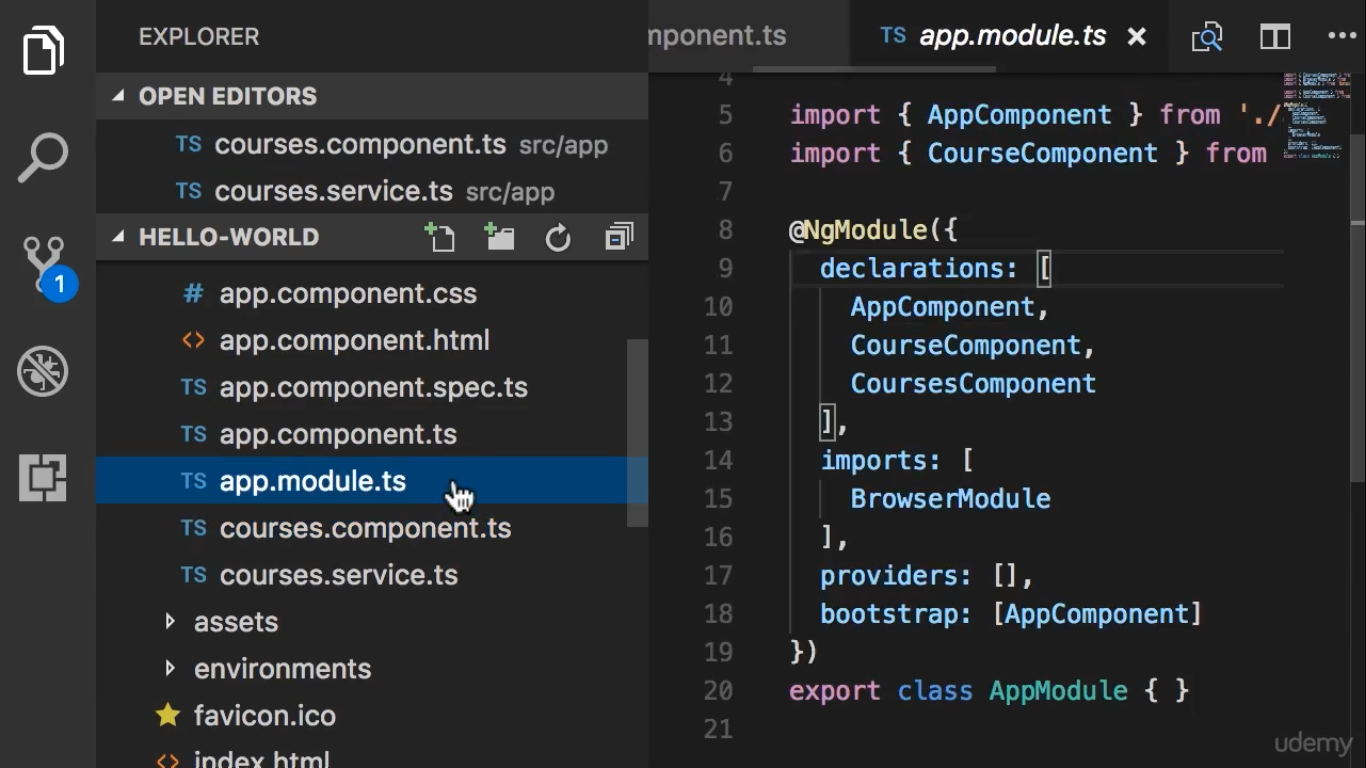 EXPLORER
OPEN EDITORS
TS courses.component.ts src/app
TS courses.service.ts src/app
HELLO-WORLD
# app.component.css
<> app.component.html
TS app.component.spec.ts
TS app.component.ts
TS app.module.ts
TS courses.component.ts
TS courses.service.ts
assets
environments
favicon.ico
<> index.html
1
mponent.ts
TS app.module.ts
4
5 import { AppComponent } from './
6 import { CourseComponent } from
7
8 @NgModule({
9 declarations: [
10 AppComponent,
11 CourseComponent,
12 CoursesComponent
13 ],
14 imports: [
15 BrowserModule
16 ],
17 providers: [],
18 bootstrap: [AppComponent]
19 })
20 export class AppModule { }
21
udemy